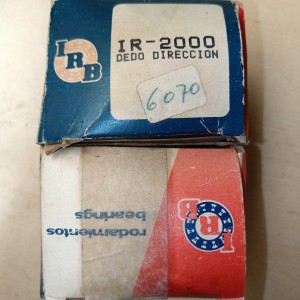 IRB
IR-2000
DEDO DIRECCION
6070
rodamientos
bearings
IRB